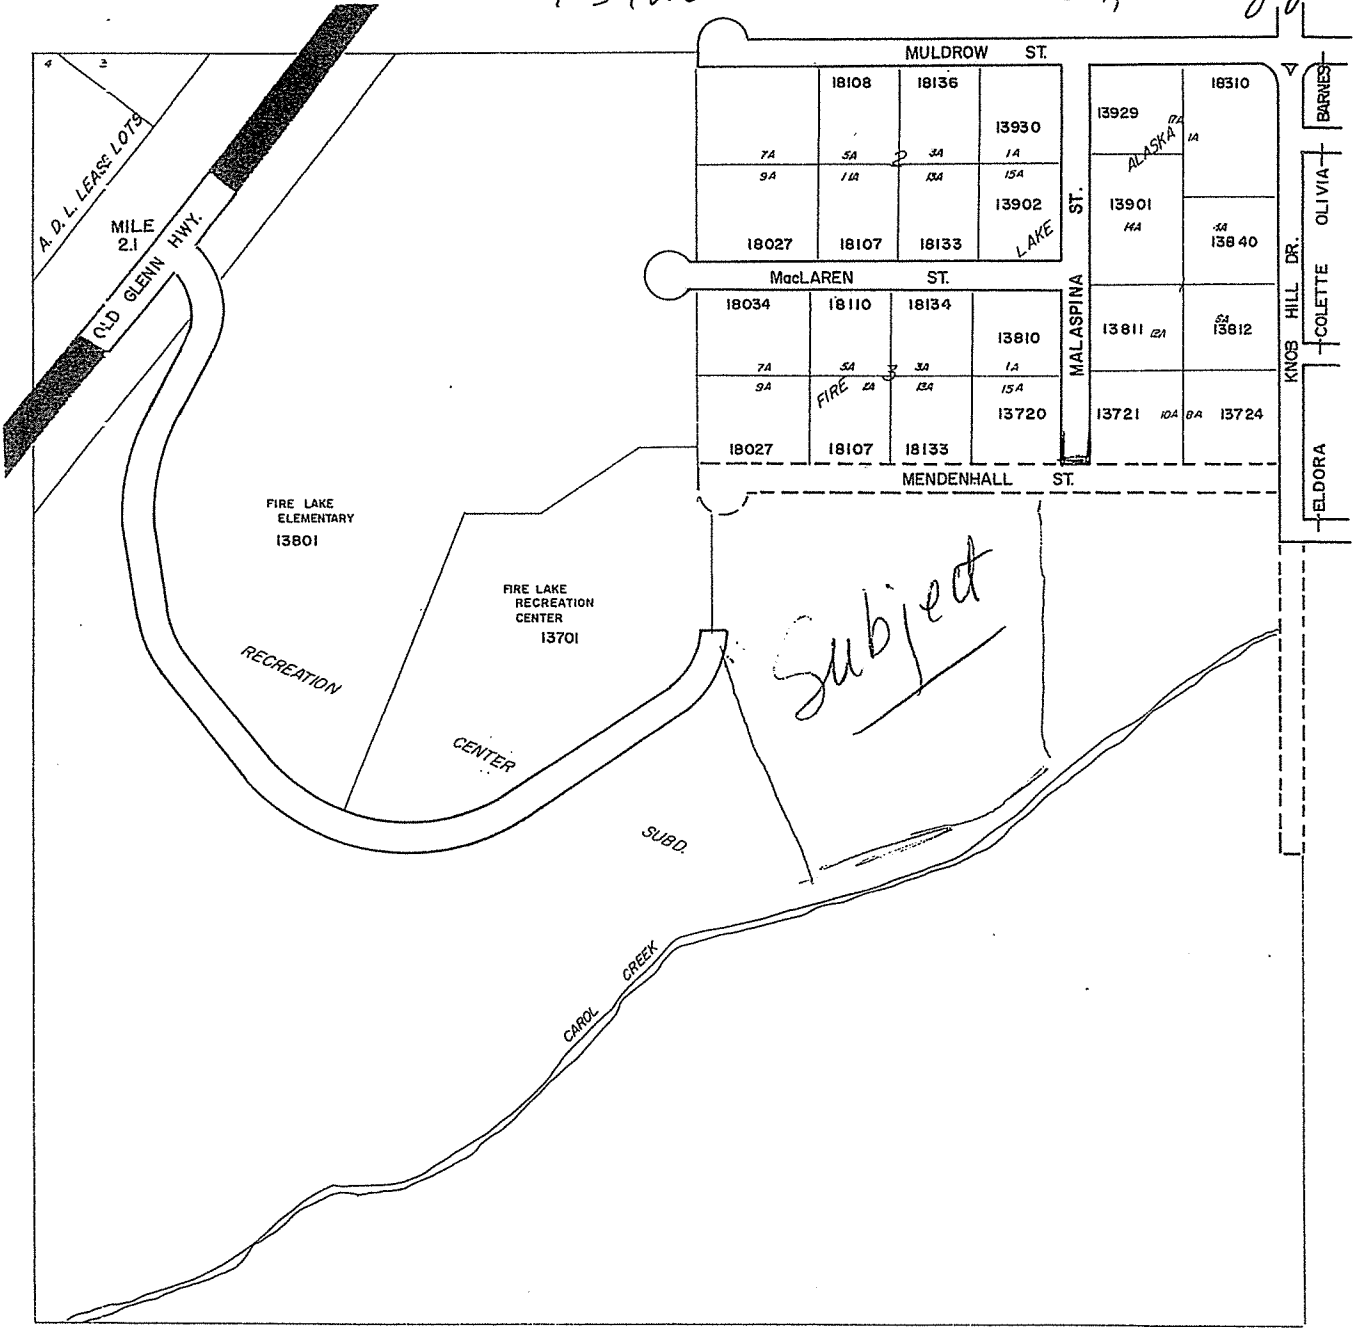 MULDROW ST.
4 3
A. D. L. LEASE LOTS
MILE
2.1
OLD GLENN HWY.
18108 18136
13930
7A 5A 2 3A 1A
9A 11A 13A 15A
13902
18027 18107 18133
LAKE
MALASPINA ST.
13929 17A
ALASKA 1A
18310
13901
14A
4A
13840
BARNES
OLIVIA
COLETTE
ELDORA
KNOB HILL DR.
MacLAREN ST.
18034 18110 18134
13810
7A 5A 3 3A 1A
9A FIRE 11A 13A 15A
13720
18027 18107 18133
13811 12A
5A
13812
13721 10A 8A 13724
MENDENHALL ST.
FIRE LAKE
ELEMENTARY
13801
FIRE LAKE
RECREATION
CENTER
13701
Subject
RECREATION
CENTER
SUBD.
CAROL CREEK